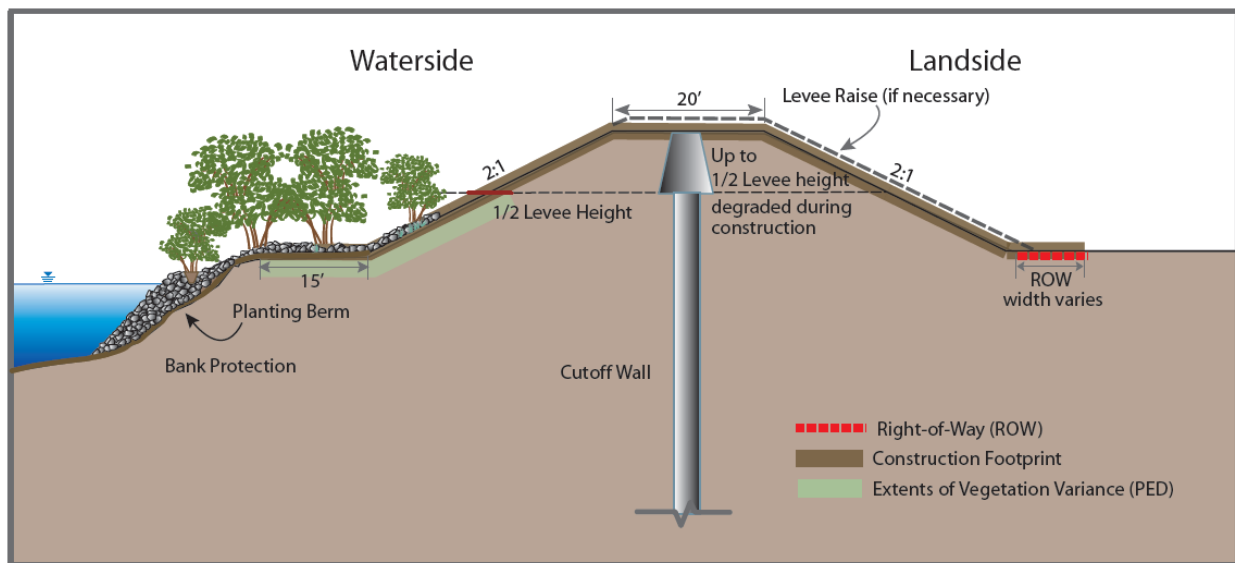 Waterside
Landside
20'
Levee Raise (if necessary)
2:1
Up to
1/2 Levee height
degraded during
construction
2:1
1/2 Levee Height
15'
Planting Berm
Bank Protection
ROW
width varies
Cutoff Wall
Right-of-Way (ROW)
Construction Footprint
Extents of Vegetation Variance (PED)